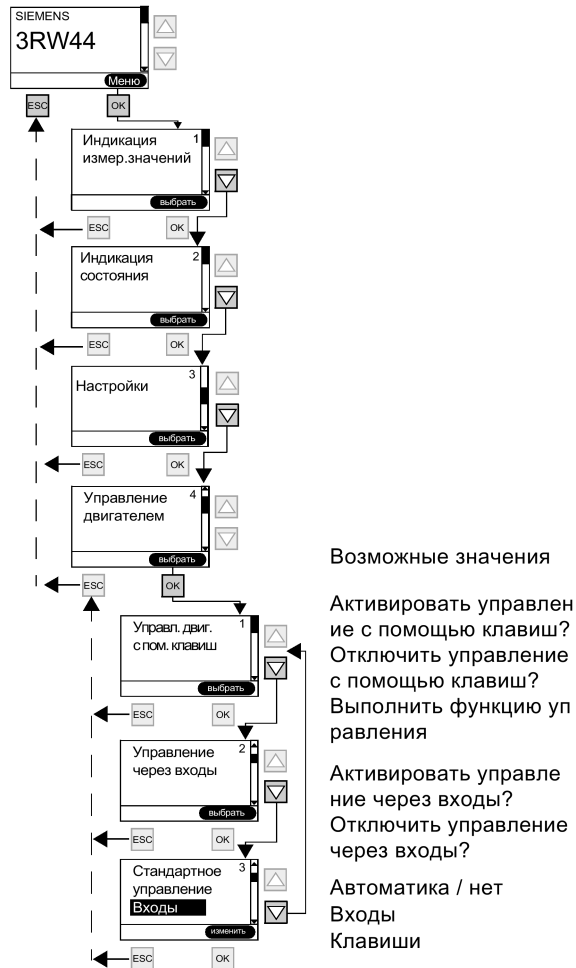 SIEMENS
3RW44
Меню
ESC
OK
Индикация 1
измер.значений
выбрать
ESC
OK
Индикация 2
состояния
выбрать
ESC
OK
3
Настройки
выбрать
ESC
OK
Управление 4
двигателем
выбрать
ESC
OK
Возможные значения
Управл. двиг. 1
с пом. клавиш
выбрать
ESC
OK
Активировать управлен
ие с помощью клавиш?
Отключить управление
с помощью клавиш?
Выполнить функцию уп
равления
Управление 2
через входы
выбрать
ESC
OK
Активировать управле
ние через входы?
Отключить управление
через входы?
Стандартное 3
управление
Входы
изменить
ESC
OK
Автоматика / нет
Входы
Клавиши